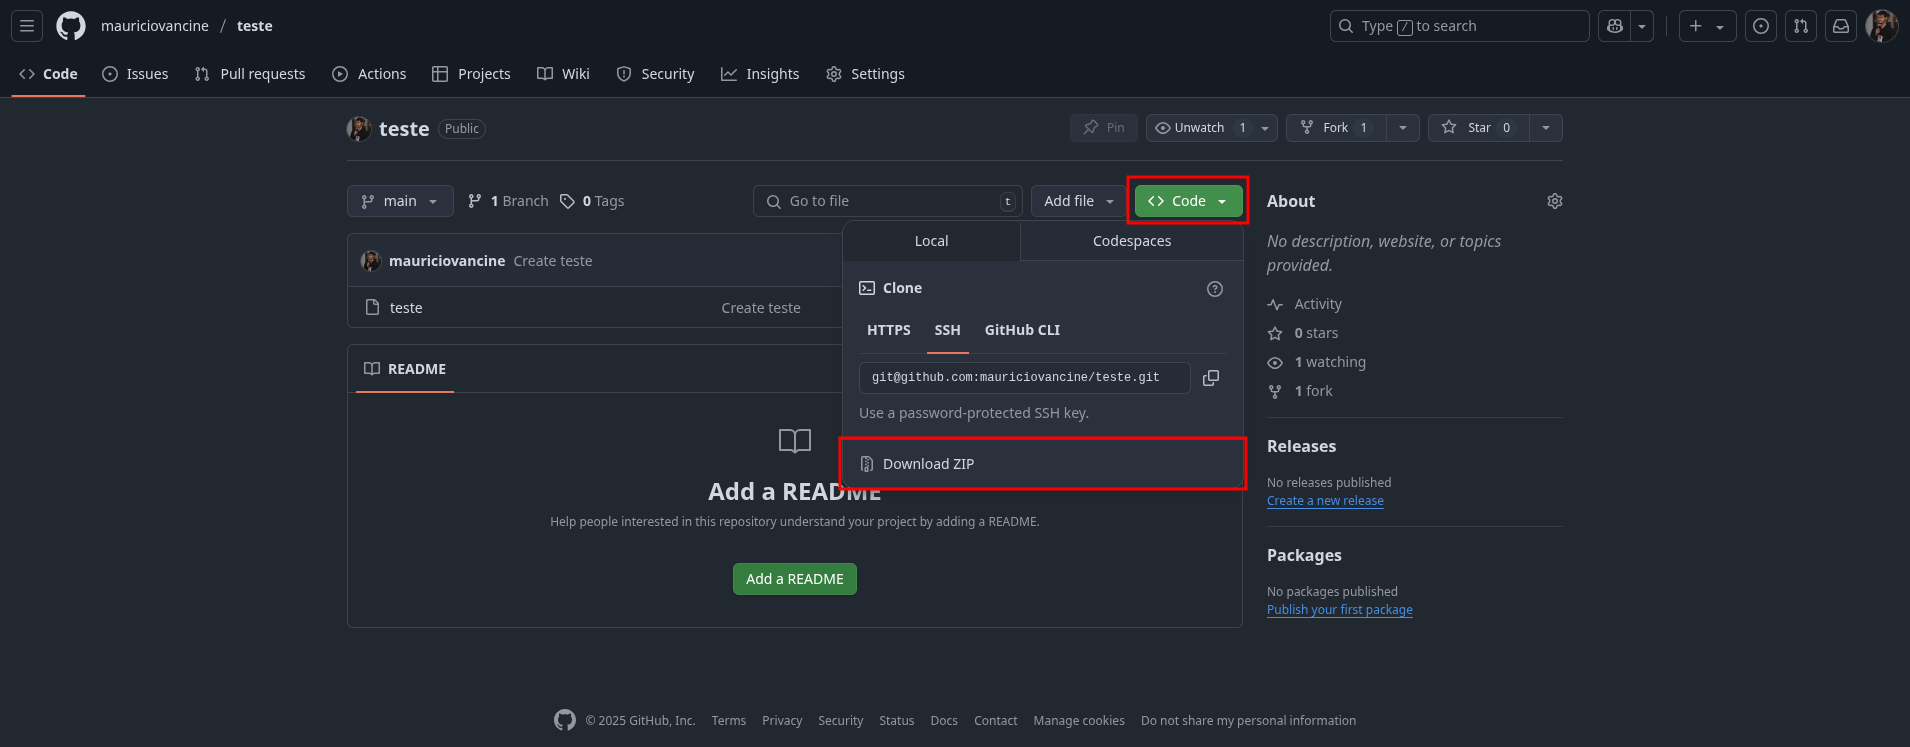 mauriciovancine / teste
Type / to search
Code Issues Pull requests Actions Projects Wiki Security Insights Settings
teste Public
Pin Unwatch 1 Fork 1 Star 0
main 1 Branch 0 Tags
Go to file t
Add file
Code
mauriciovancine Create teste
teste Create teste
README
Add a README
Help people interested in this repository understand your project by adding a README.
Add a README
Local Codespaces
Clone
HTTPS SSH GitHub CLI
git@github.com:mauriciovancine/teste.git
Use a password-protected SSH key.
Download ZIP
About
No description, website, or topics
provided.
Activity
0 stars
1 watching
1 fork
Releases
No releases published
Create a new release
Packages
No packages published
Publish your first package
© 2025 GitHub, Inc. Terms Privacy Security Status Docs Contact Manage cookies Do not share my personal information